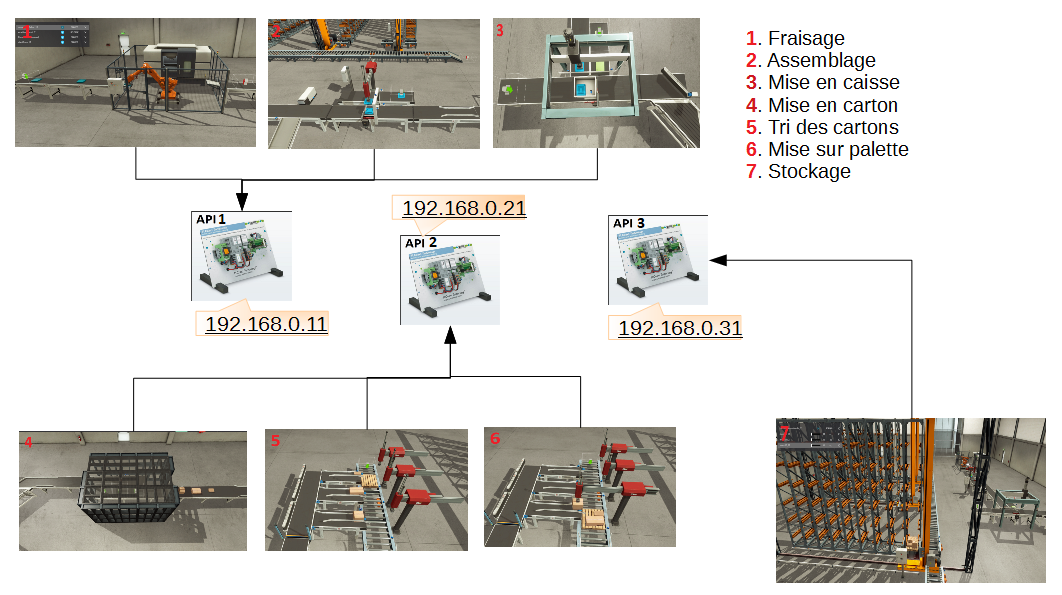 1
2
3
1. Fraisage
2. Assemblage
3. Mise en caisse
4. Mise en carton
5. Tri des cartons
6. Mise sur palette
7. Stockage
192.168.0.21
API 1
API 2
API 3
192.168.0.11
192.168.0.31
4
5
6
7